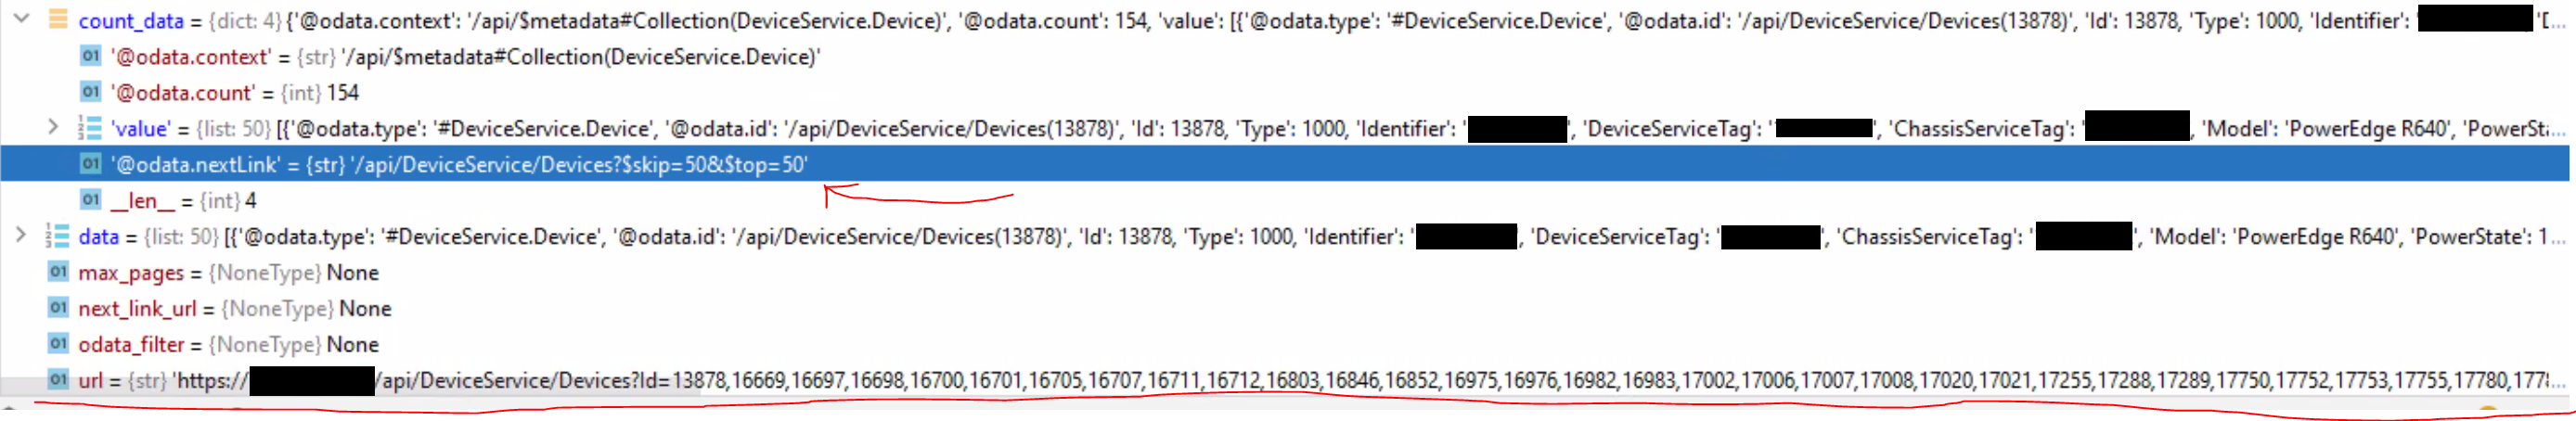 count_data = {dict: 4} {'@odata.context': '/api/$metadata#Collection(DeviceService.Device)', '@odata.count': 154, 'value': [{'@odata.type': '#DeviceService.Device', '@odata.id': '/api/DeviceService/Devices(13878)', 'Id': 13878, 'Type': 1000, 'Identifier': ' '[...
01 '@odata.context' = {str} '/api/$metadata#Collection(DeviceService.Device)'
01 '@odata.count' = {int} 154
'value' = {list: 50} [{'@odata.type': '#DeviceService.Device', '@odata.id': '/api/DeviceService/Devices(13878)', 'Id': 13878, 'Type': 1000, 'Identifier': ' ', 'DeviceServiceTag': ' ', 'ChassisServiceTag': ' ', 'Model': 'PowerEdge R640', 'PowerSt...
01 '@odata.nextLink' = {str} '/api/DeviceService/Devices?$skip=50&$top=50'
01 __len__ = {int} 4
data = {list: 50} [{'@odata.type': '#DeviceService.Device', '@odata.id': '/api/DeviceService/Devices(13878)', 'Id': 13878, 'Type': 1000, 'Identifier': ' ', 'DeviceServiceTag': ' ', 'ChassisServiceTag': ' ', 'Model': 'PowerEdge R640', 'PowerState': 1...
01 max_pages = {NoneType} None
01 next_link_url = {NoneType} None
01 odata_filter = {NoneType} None
01 url = {str} 'https:// /api/DeviceService/Devices?Id=13878,16669,16697,16698,16700,16701,16705,16707,16711,16712,16803,16846,16852,16975,16976,16982,16983,17002,17006,17007,17008,17020,17021,17255,17288,17289,17750,17752,17753,17755,17780,177...